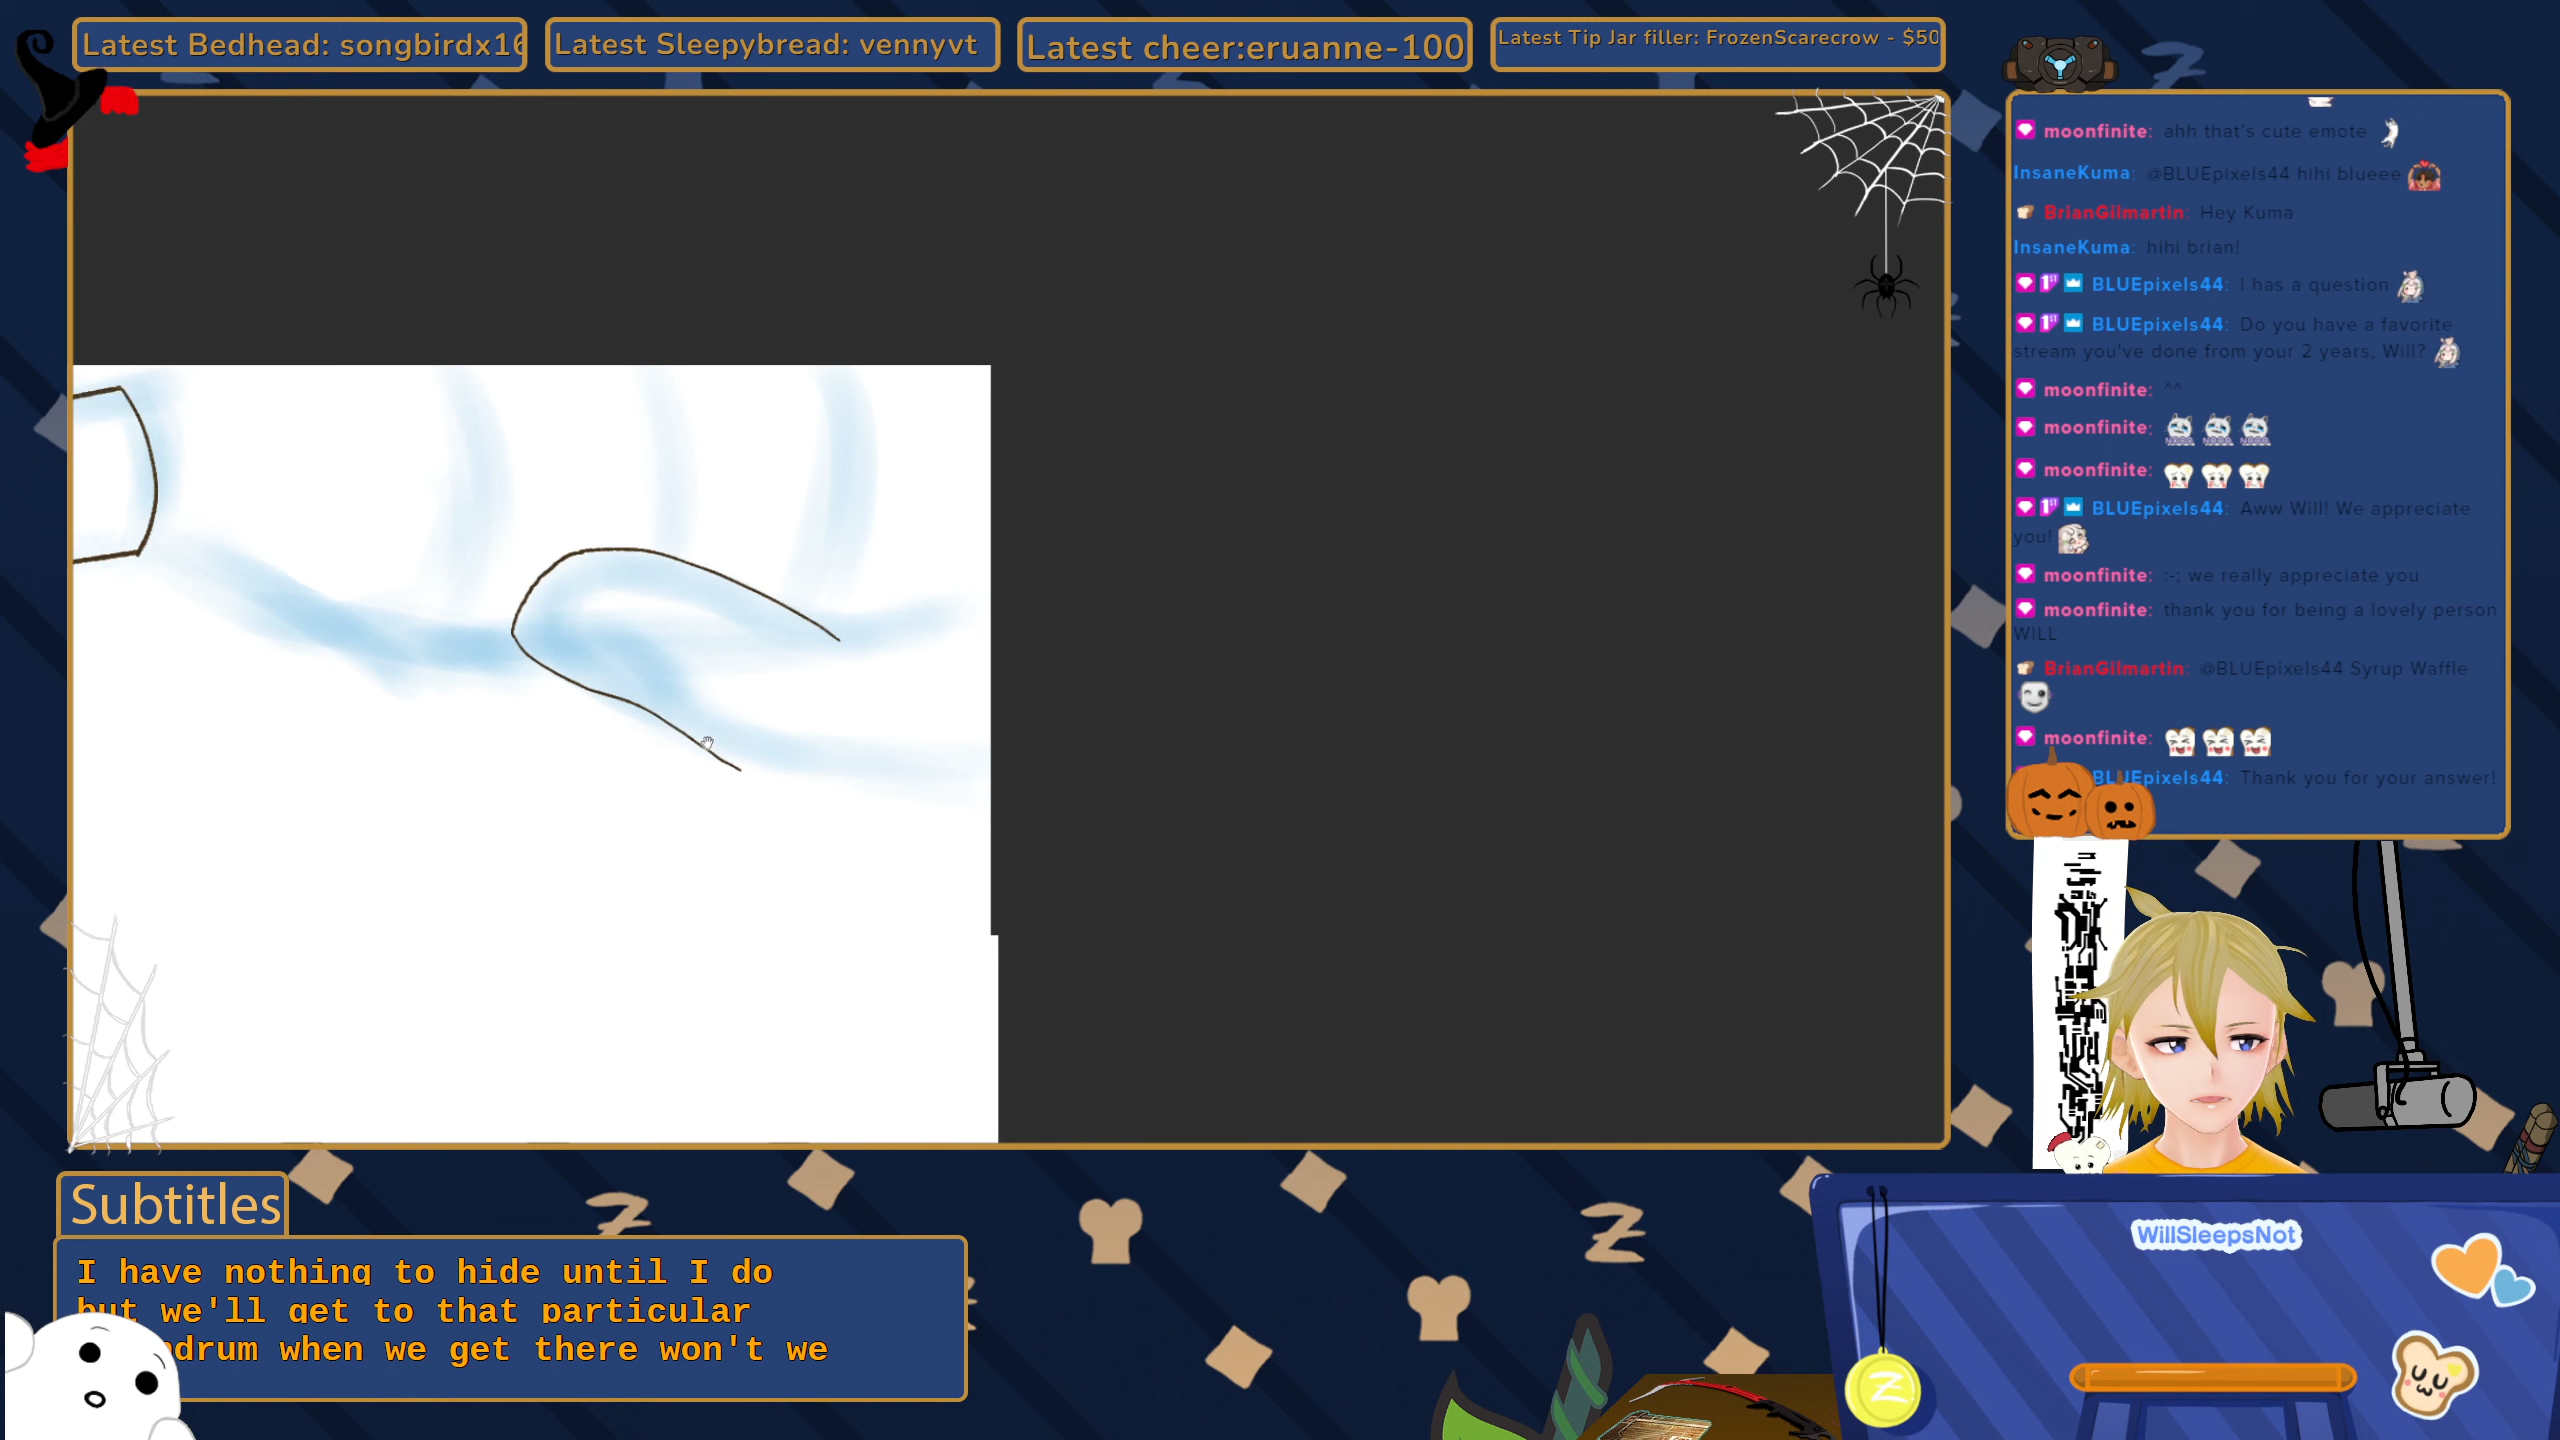 Latest Bedhead: songbirdx16
Latest Sleepybread: vennyvt
Latest cheer:eruanne-100
Latest Tip Jar filler: FrozenScarecrow - $50
moonfinite: ahh that's cute emote
InsaneKuma: @BLUEpixels44 hihi blueee
BrianGilmartin: Hey Kuma
InsaneKuma: hihi brian!
BLUEpixels44: I has a question
BLUEpixels44: Do you have a favorite
stream you've done from your 2 years, Will?
moonfinite: ^^
moonfinite:
moonfinite:
BLUEpixels44: Aww Will! We appreciate
you!
moonfinite: :-; we really appreciate you
moonfinite: thank you for being a lovely person
WILL
BrianGilmartin: @BLUEpixels44 Syrup Waffle
moonfinite:
BLUEpixels44: Thank you for your answer!
WillSleepsNot
Z
Subtitles
I have nothing to hide until I do
but we'll get to that particular
ndrum when we get there won't we